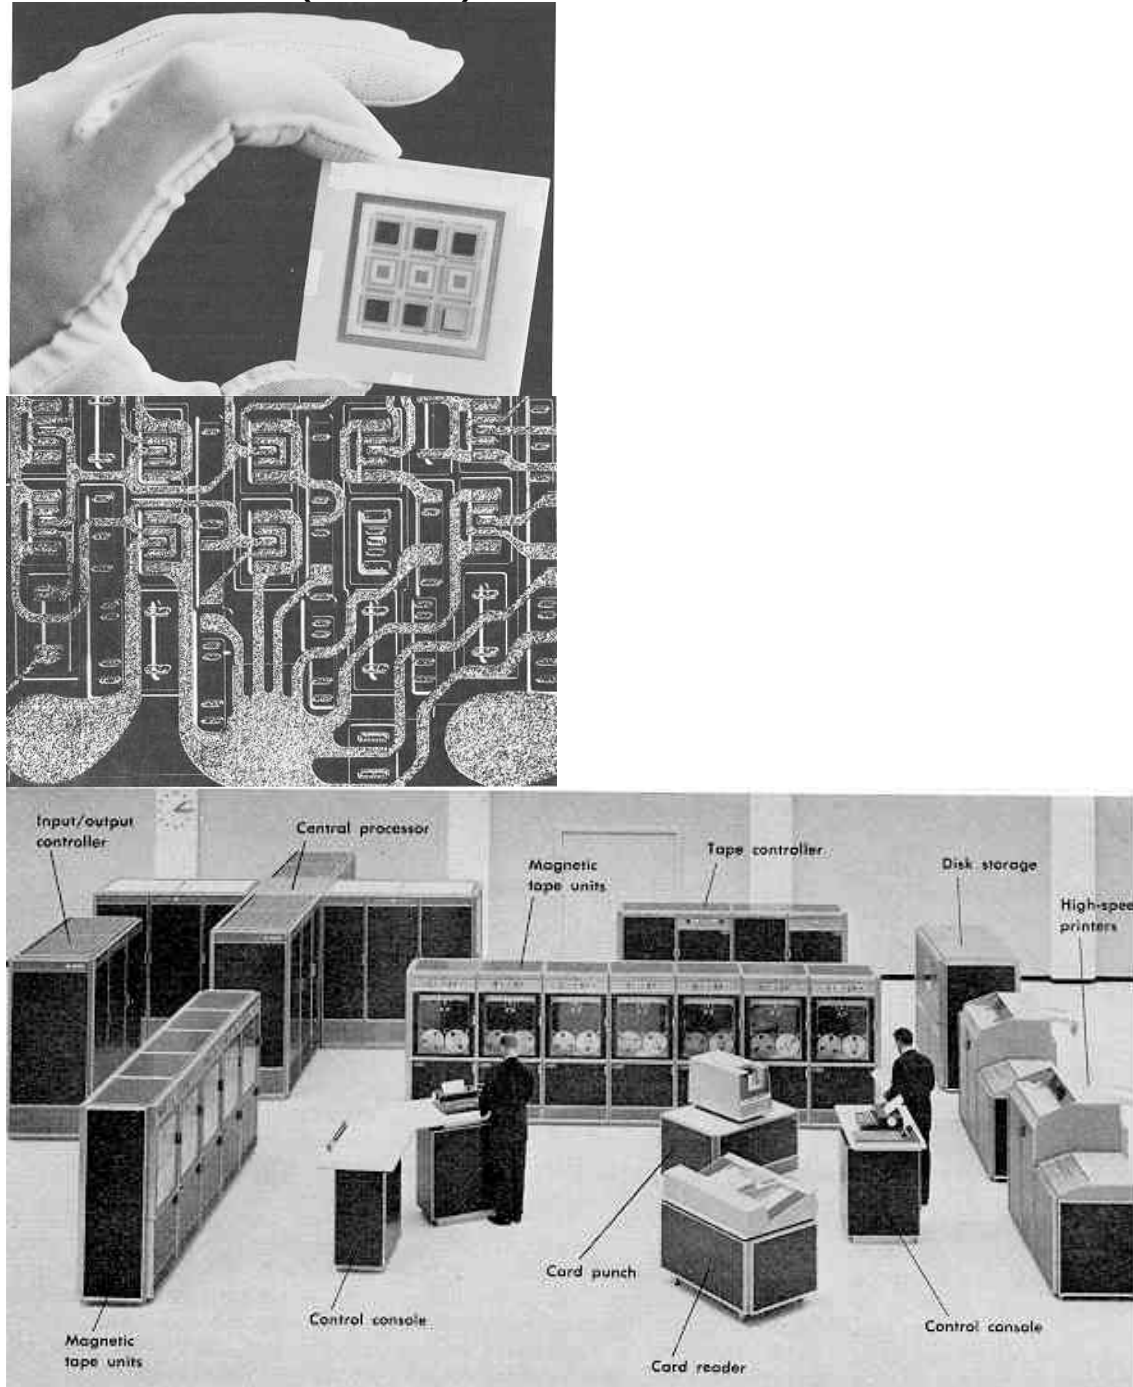 Input/output
controller
Central processor
Magnetic
tape units
Tape controller
Disk storage
High-spee
printers
Card punch
Control console
Control console
Magnetic
tape units
Card reader